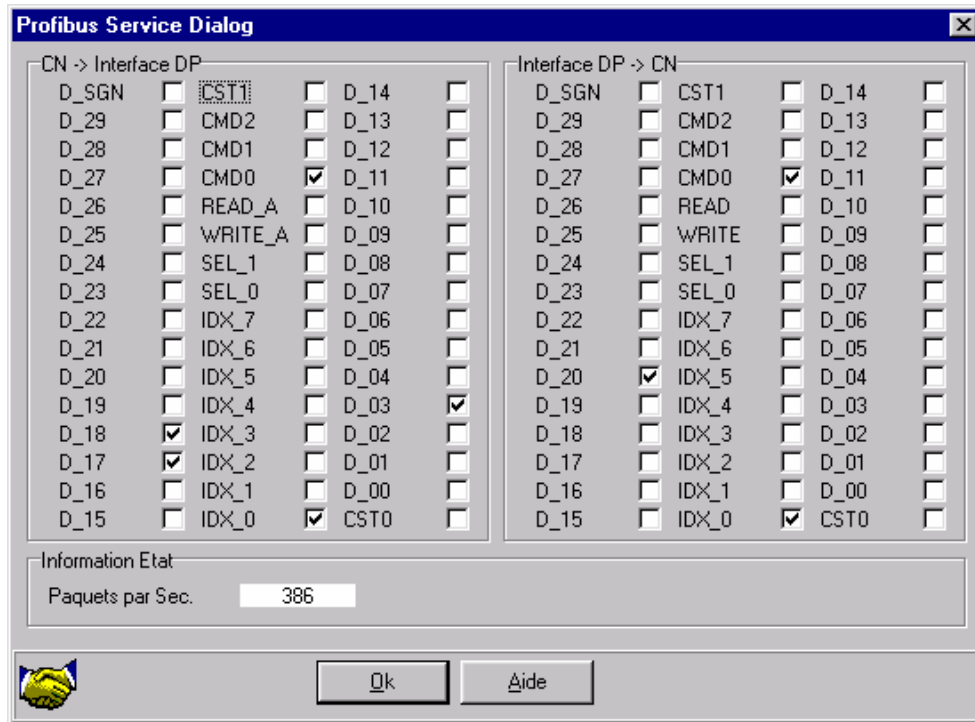 Profibus Service Dialog
CN -> Interface DP
Interface DP -> CN
D_SGN CST1 D_14 D_SGN CST1 D_14
D_29 CMD2 D_13 D_29 CMD2 D_13
D_28 CMD1 D_12 D_28 CMD1 D_12
D_27 CMD0 D_11 D_27 CMD0 D_11
D_26 READ_A D_10 D_26 READ D_10
D_25 WRITE_A D_09 D_25 WRITE D_09
D_24 SEL_1 D_08 D_24 SEL_1 D_08
D_23 SEL_0 D_07 D_23 SEL_0 D_07
D_22 IDX_7 D_06 D_22 IDX_7 D_06
D_21 IDX_6 D_05 D_21 IDX_6 D_05
D_20 IDX_5 D_04 D_20 IDX_5 D_04
D_19 IDX_4 D_03 D_19 IDX_4 D_03
D_18 IDX_3 D_02 D_18 IDX_3 D_02
D_17 IDX_2 D_01 D_17 IDX_2 D_01
D_16 IDX_1 D_00 D_16 IDX_1 D_00
D_15 IDX_0 CST0 D_15 IDX_0 CST0
Information Etat
Paquets par Sec. 386
Ok Aide